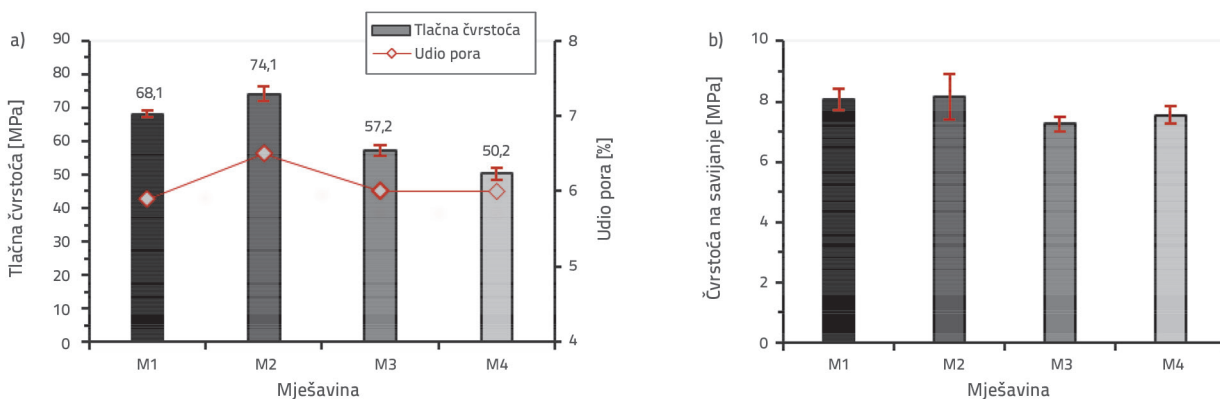 a)
Tlačna čvrstoća [MPa]
90
80
70
60
50
40
30
20
10
0
68,1
74,1
57,2
50,2
Tlačna čvrstoća
Udio pora
8
7
6
5
4
Udio pora [%]
M1 M2 M3 M4
Mješavina
b)
Čvrstoća na savijanje [MPa]
10
8
6
4
2
0
M1 M2 M3 M4
Mješavina